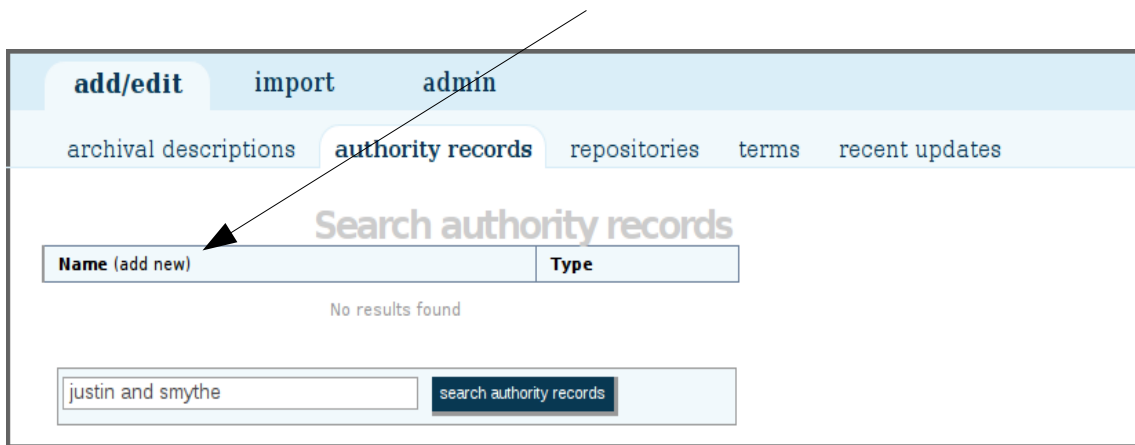 add/edit import admin
archival descriptions authority records repositories terms recent updates
Search authority records
Name (add new) Type
No results found
justin and smythe search authority records